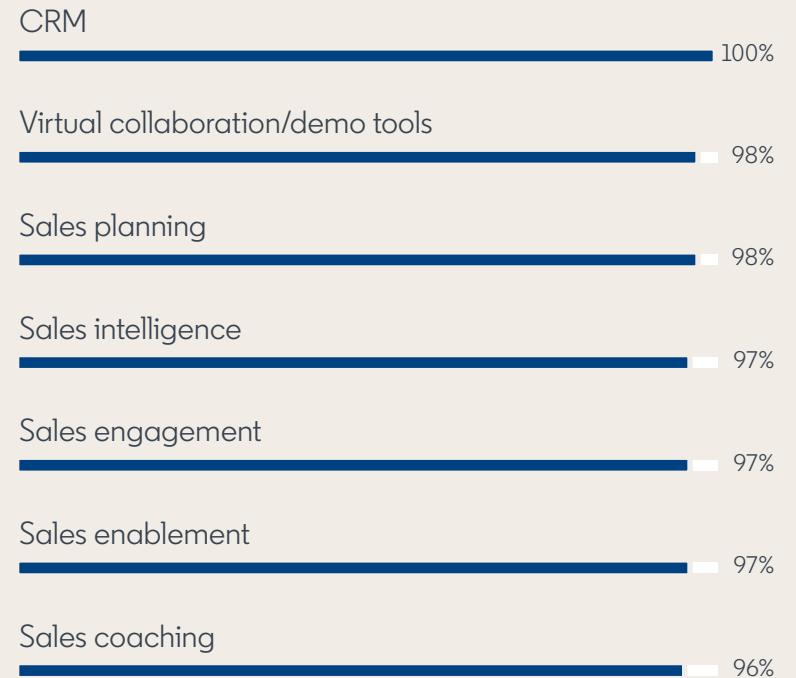 CRM
100%
Virtual collaboration/demo tools
98%
Sales planning
98%
Sales intelligence
97%
Sales engagement
97%
Sales enablement
97%
Sales coaching
96%